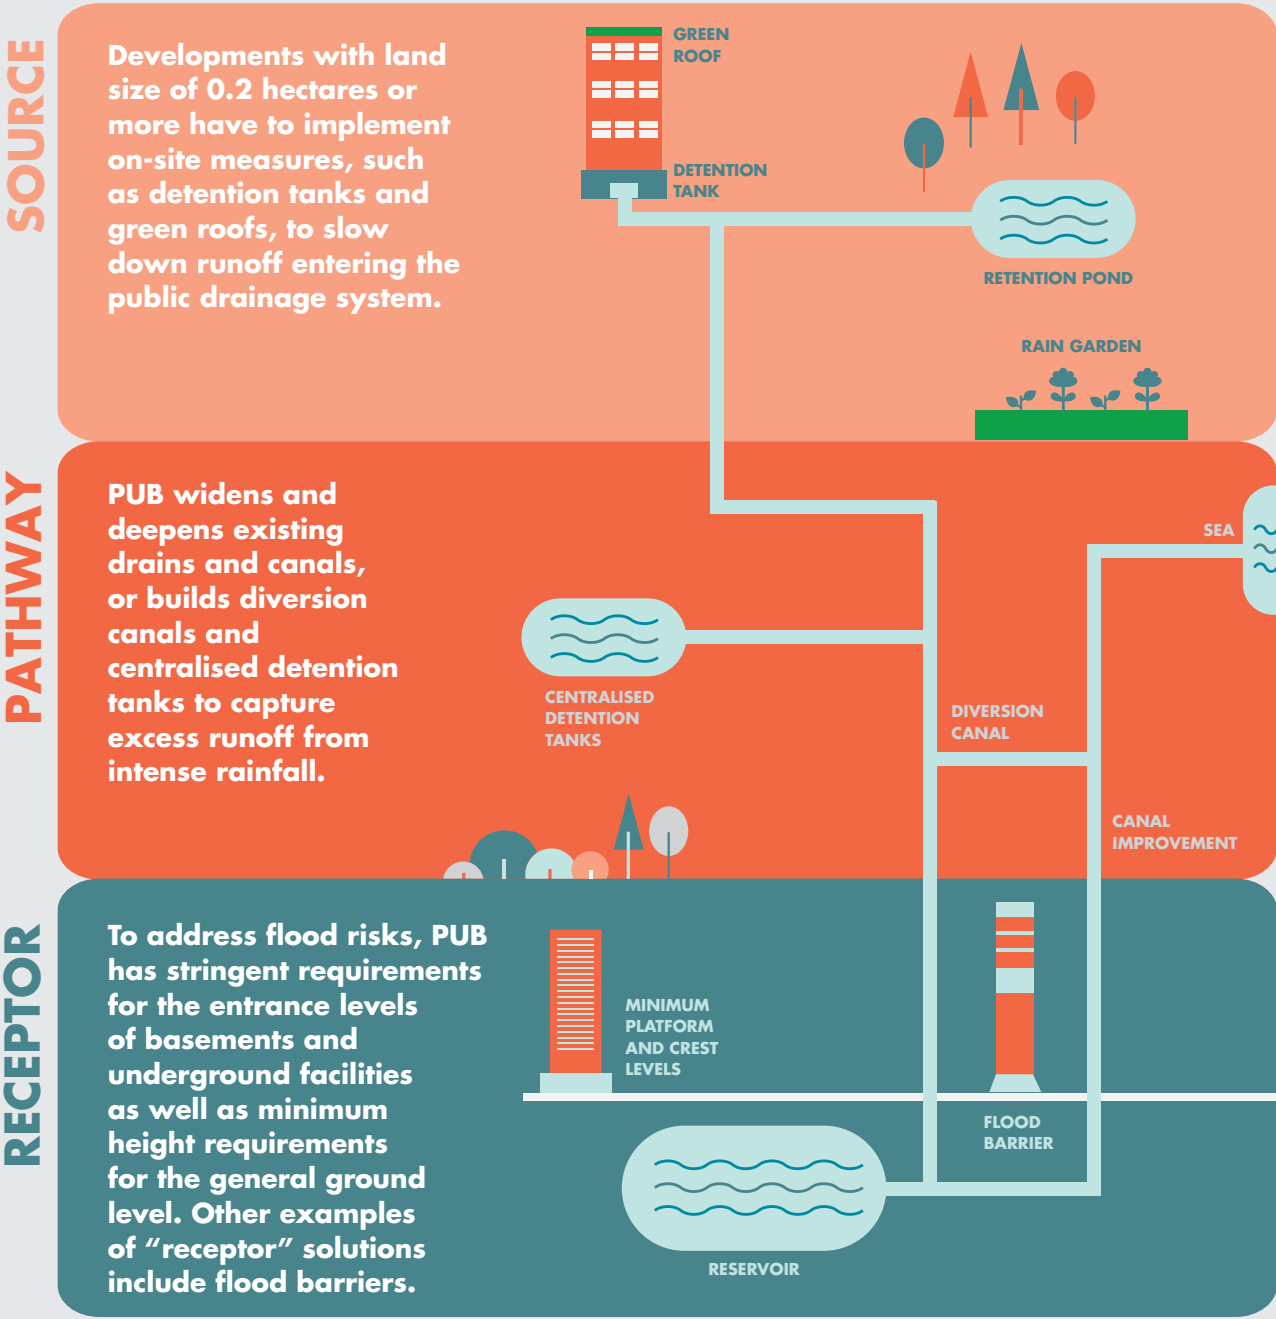 SOURCE
Developments with land
size of 0.2 hectares or
more have to implement
on-site measures, such
as detention tanks and
green roofs, to slow
down runoff entering the
public drainage system.
GREEN
ROOF
DETENTION
TANK
RETENTION POND
RAIN GARDEN
PATHWAY
PUB widens and
deepens existing
drains and canals,
or builds diversion
canals and
centralised detention
tanks to capture
excess runoff from
intense rainfall.
SEA
CENTRALISED
DETENTION
TANKS
DIVERSION
CANAL
CANAL
IMPROVEMENT
RECEPTOR
To address flood risks, PUB
has stringent requirements
for the entrance levels
of basements and
underground facilities
as well as minimum
height requirements
for the general ground
level. Other examples
of “receptor” solutions
include flood barriers.
MINIMUM
PLATFORM
AND CREST
LEVELS
FLOOD
BARRIER
RESERVOIR